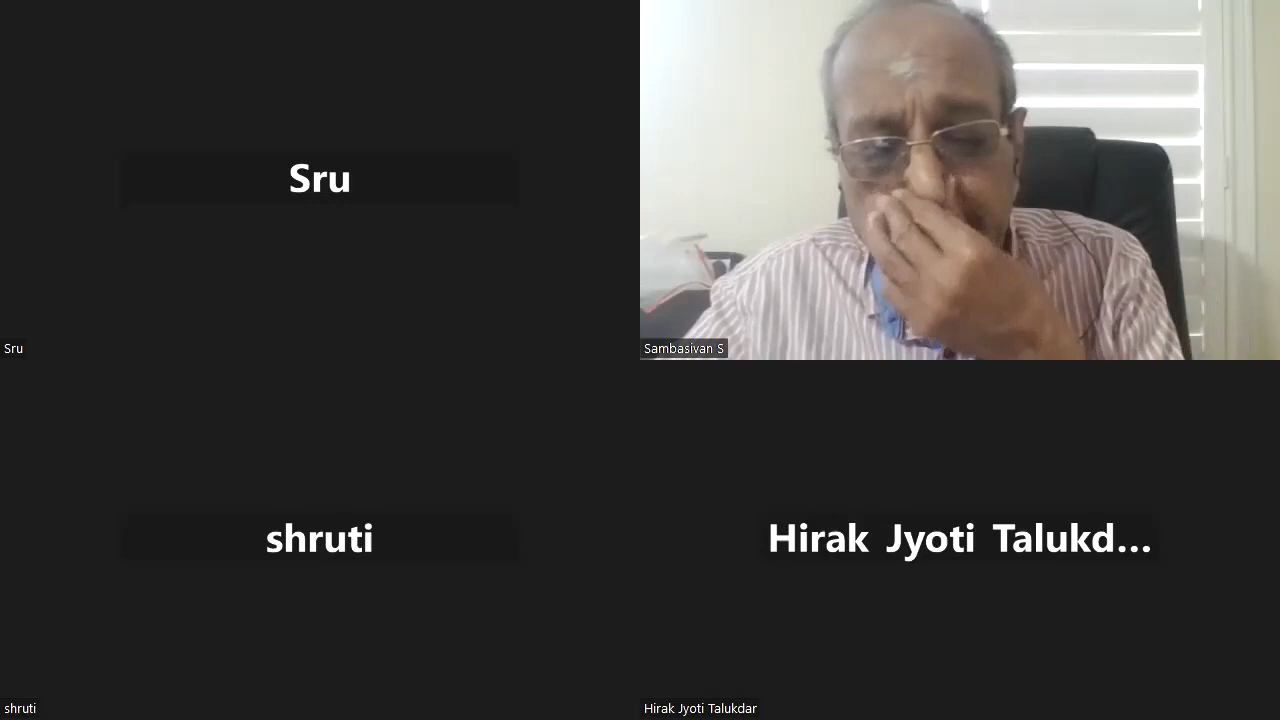 Sru
Sru
Sambasivan S
shruti
Hirak Jyoti Talukd...
shruti
Hirak Jyoti Talukdar